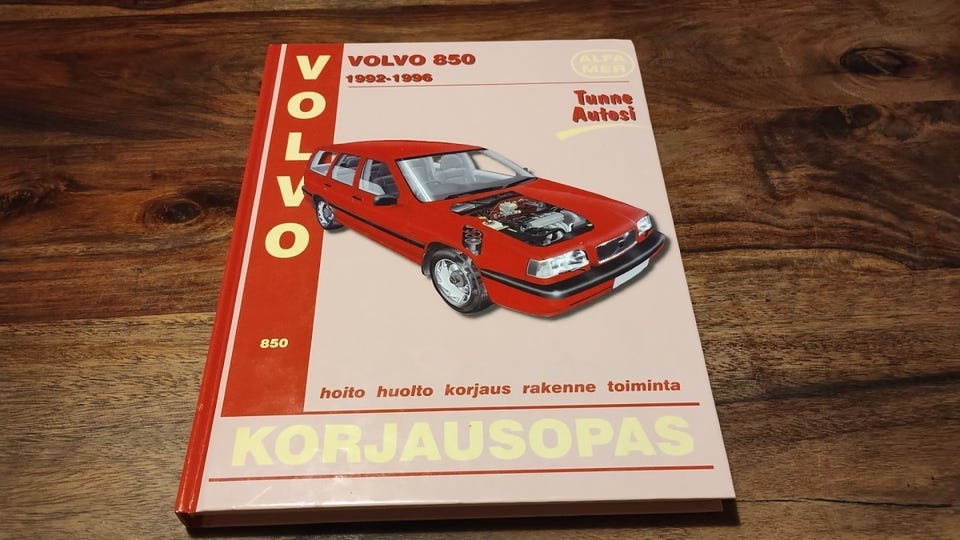 VOLVO
VOLVO 850
1992-1996
ALFA
MER
Tunne
Autosi
850
hoito huolto korjaus rakenne toiminta
KORJAUSOPAS